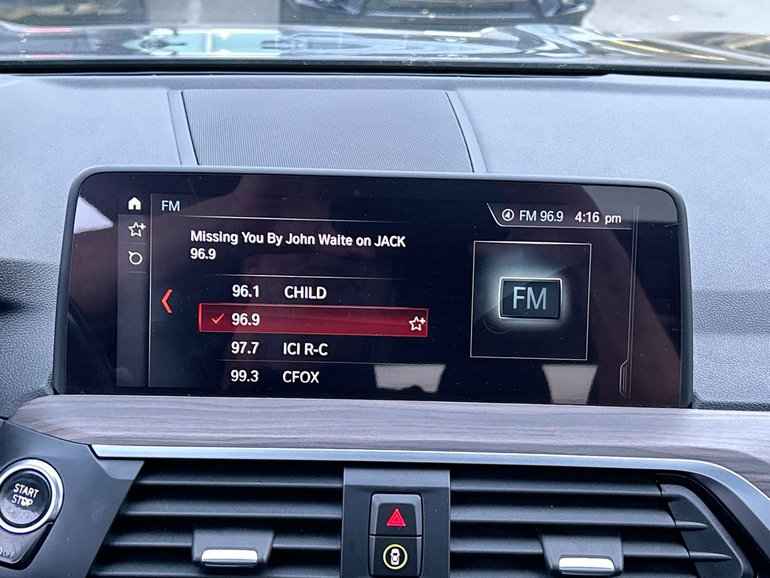 FM
FM 96.9 4:16 pm
Missing You By John Waite on JACK
96.9
96.1 CHILD
96.9
97.7 ICI R-C
99.3 CFOX
FM
START
STOP